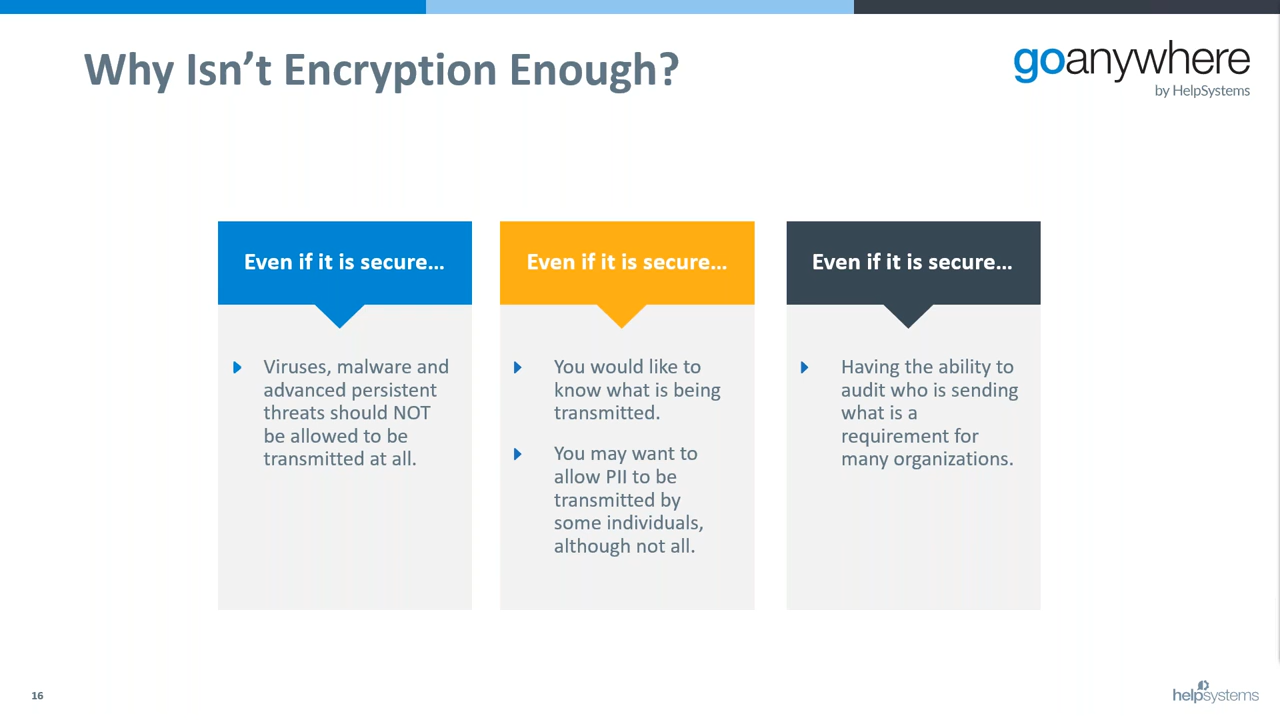 Why Isn’t Encryption Enough?
goanywhere
by HelpSystems
Even if it is secure…
Viruses, malware and
advanced persistent
threats should NOT
be allowed to be
transmitted at all.
Even if it is secure…
You would like to
know what is being
transmitted.
You may want to
allow PII to be
transmitted by
some individuals,
although not all.
Even if it is secure…
Having the ability to
audit who is sending
what is a
requirement for
many organizations.
16
helpsystems